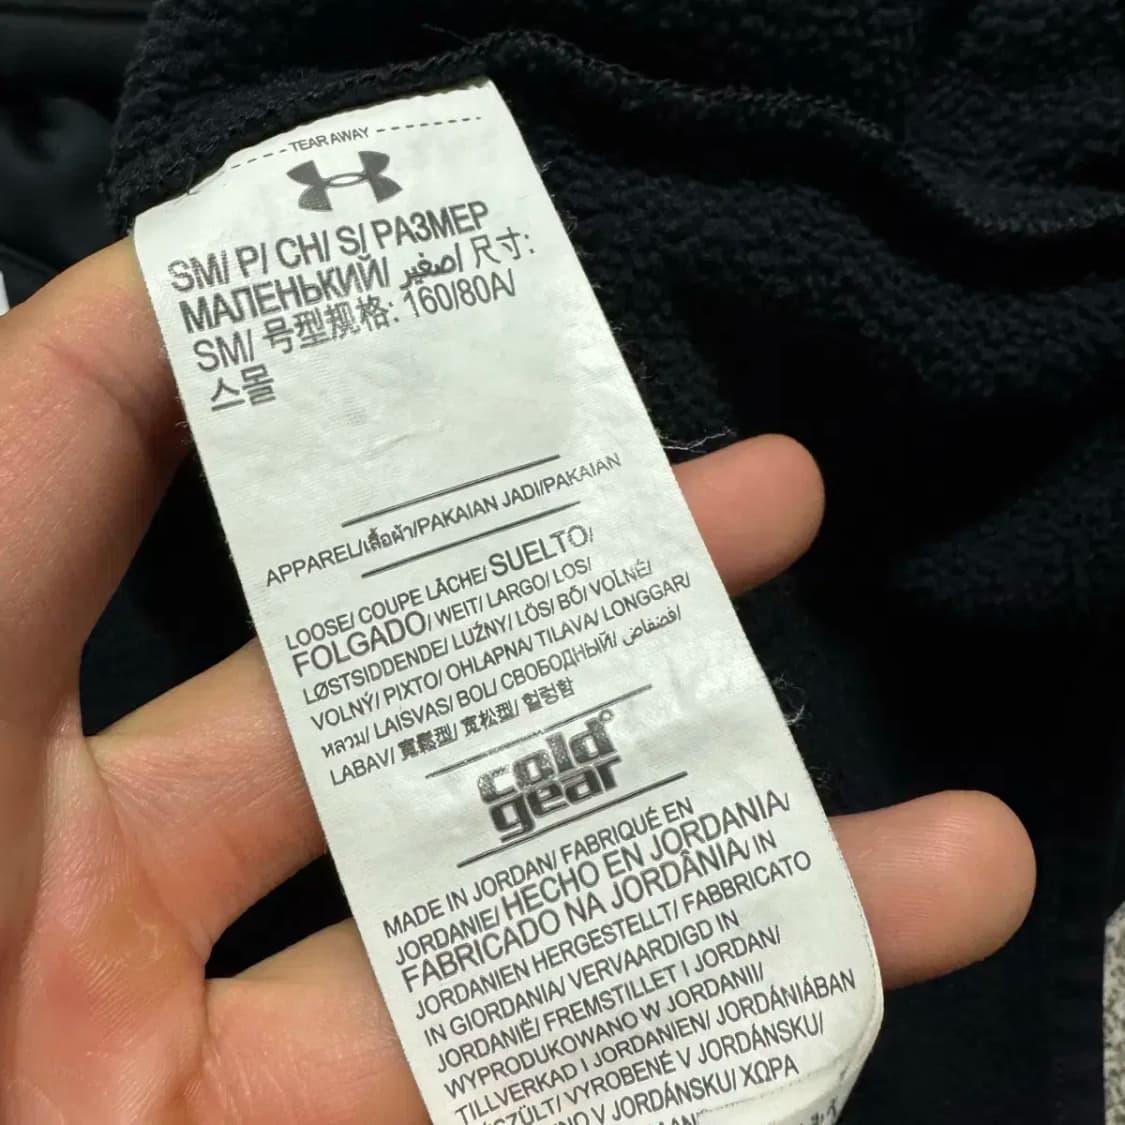 TEAR AWAY
SM/ P/ CH/ S/ РАЗМЕР
МАЛЕНЬКИЙ/ صغير/ 尺寸:
SM/ 号型规格: 160/80A/
스몰
APPAREL/เสื้อผ้า/PAKAIAN JADI/PAKAIAN
LOOSE/ COUPE LÂCHE/ SUELTO/
FOLGADO/ WEIT/ LARGO/ LOS/
LØSTSIDDENDE/ LUŹNY/ LÖS/ BŐ/ VOĽNÉ/
VOLNÝ/ PIXTO/ OHLAPNA/ TILAVA/ LONGGAR/
หลวม/ LAISVAS/ BOL/ СВОБОДНЫЙ/ فضفاض/
LABAV/ 寬鬆型/ 宽松型/ 헐렁함
cold
gear
MADE IN JORDAN/ FABRIQUÉ EN
JORDANIE/ HECHO EN JORDANIA/
FABRICADO NA JORDÂNIA/ IN
JORDANIEN HERGESTELLT/ FABBRICATO
IN GIORDANIA/ VERVAARDIGD IN
JORDANIË/ FREMSTILLET I JORDAN/
WYPRODUKOWANO W JORDANII/
TILLVERKAD I JORDANIEN/ JORDÁNIÁBAN
KÉSZÜLT/ VYROBENÉ V JORDÁNSKU/
V JORDÁNSKU/ ΧΩΡΑ